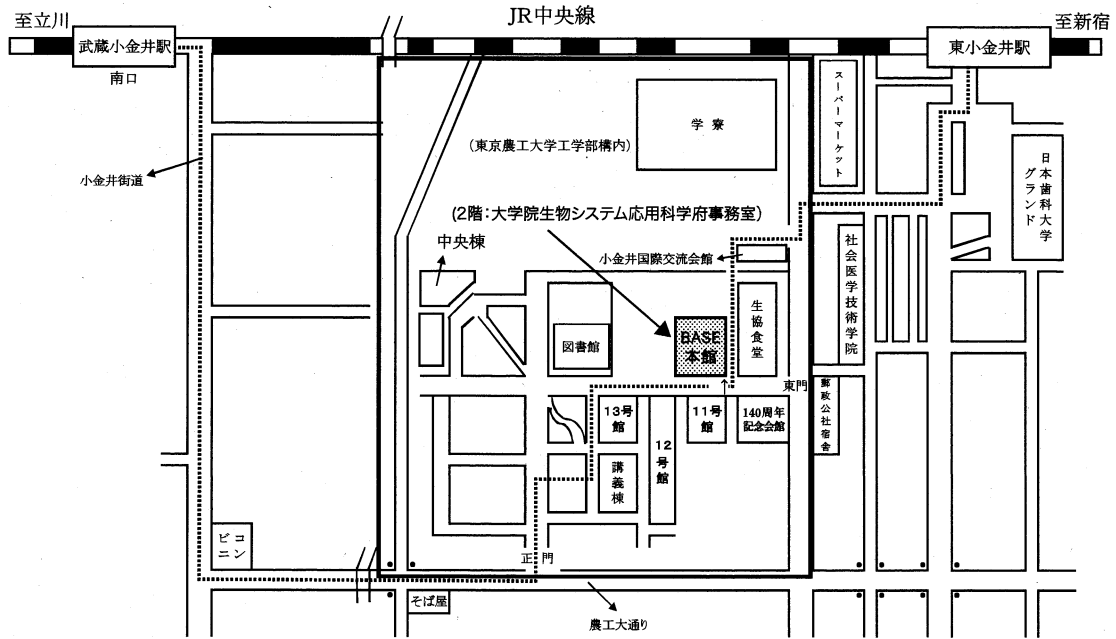 JR中央線
至立川
至新宿
武蔵小金井駅
東小金井駅
南口
スーパーマーケット
学寮
(東京農工大学工学部構内)
日本歯科大学
グランド
小金井街道
(2階:大学院生物システム応用科学府事務室)
中央棟
小金井国際交流会館
社会医学技術学院
生協食堂
図書館
BASE
本館
東門
郵政公社宿舎
13号
館
11号
館
140周年
記念会館
12号館
講義棟
コン
ビニ
正門
そば屋
農工大通り